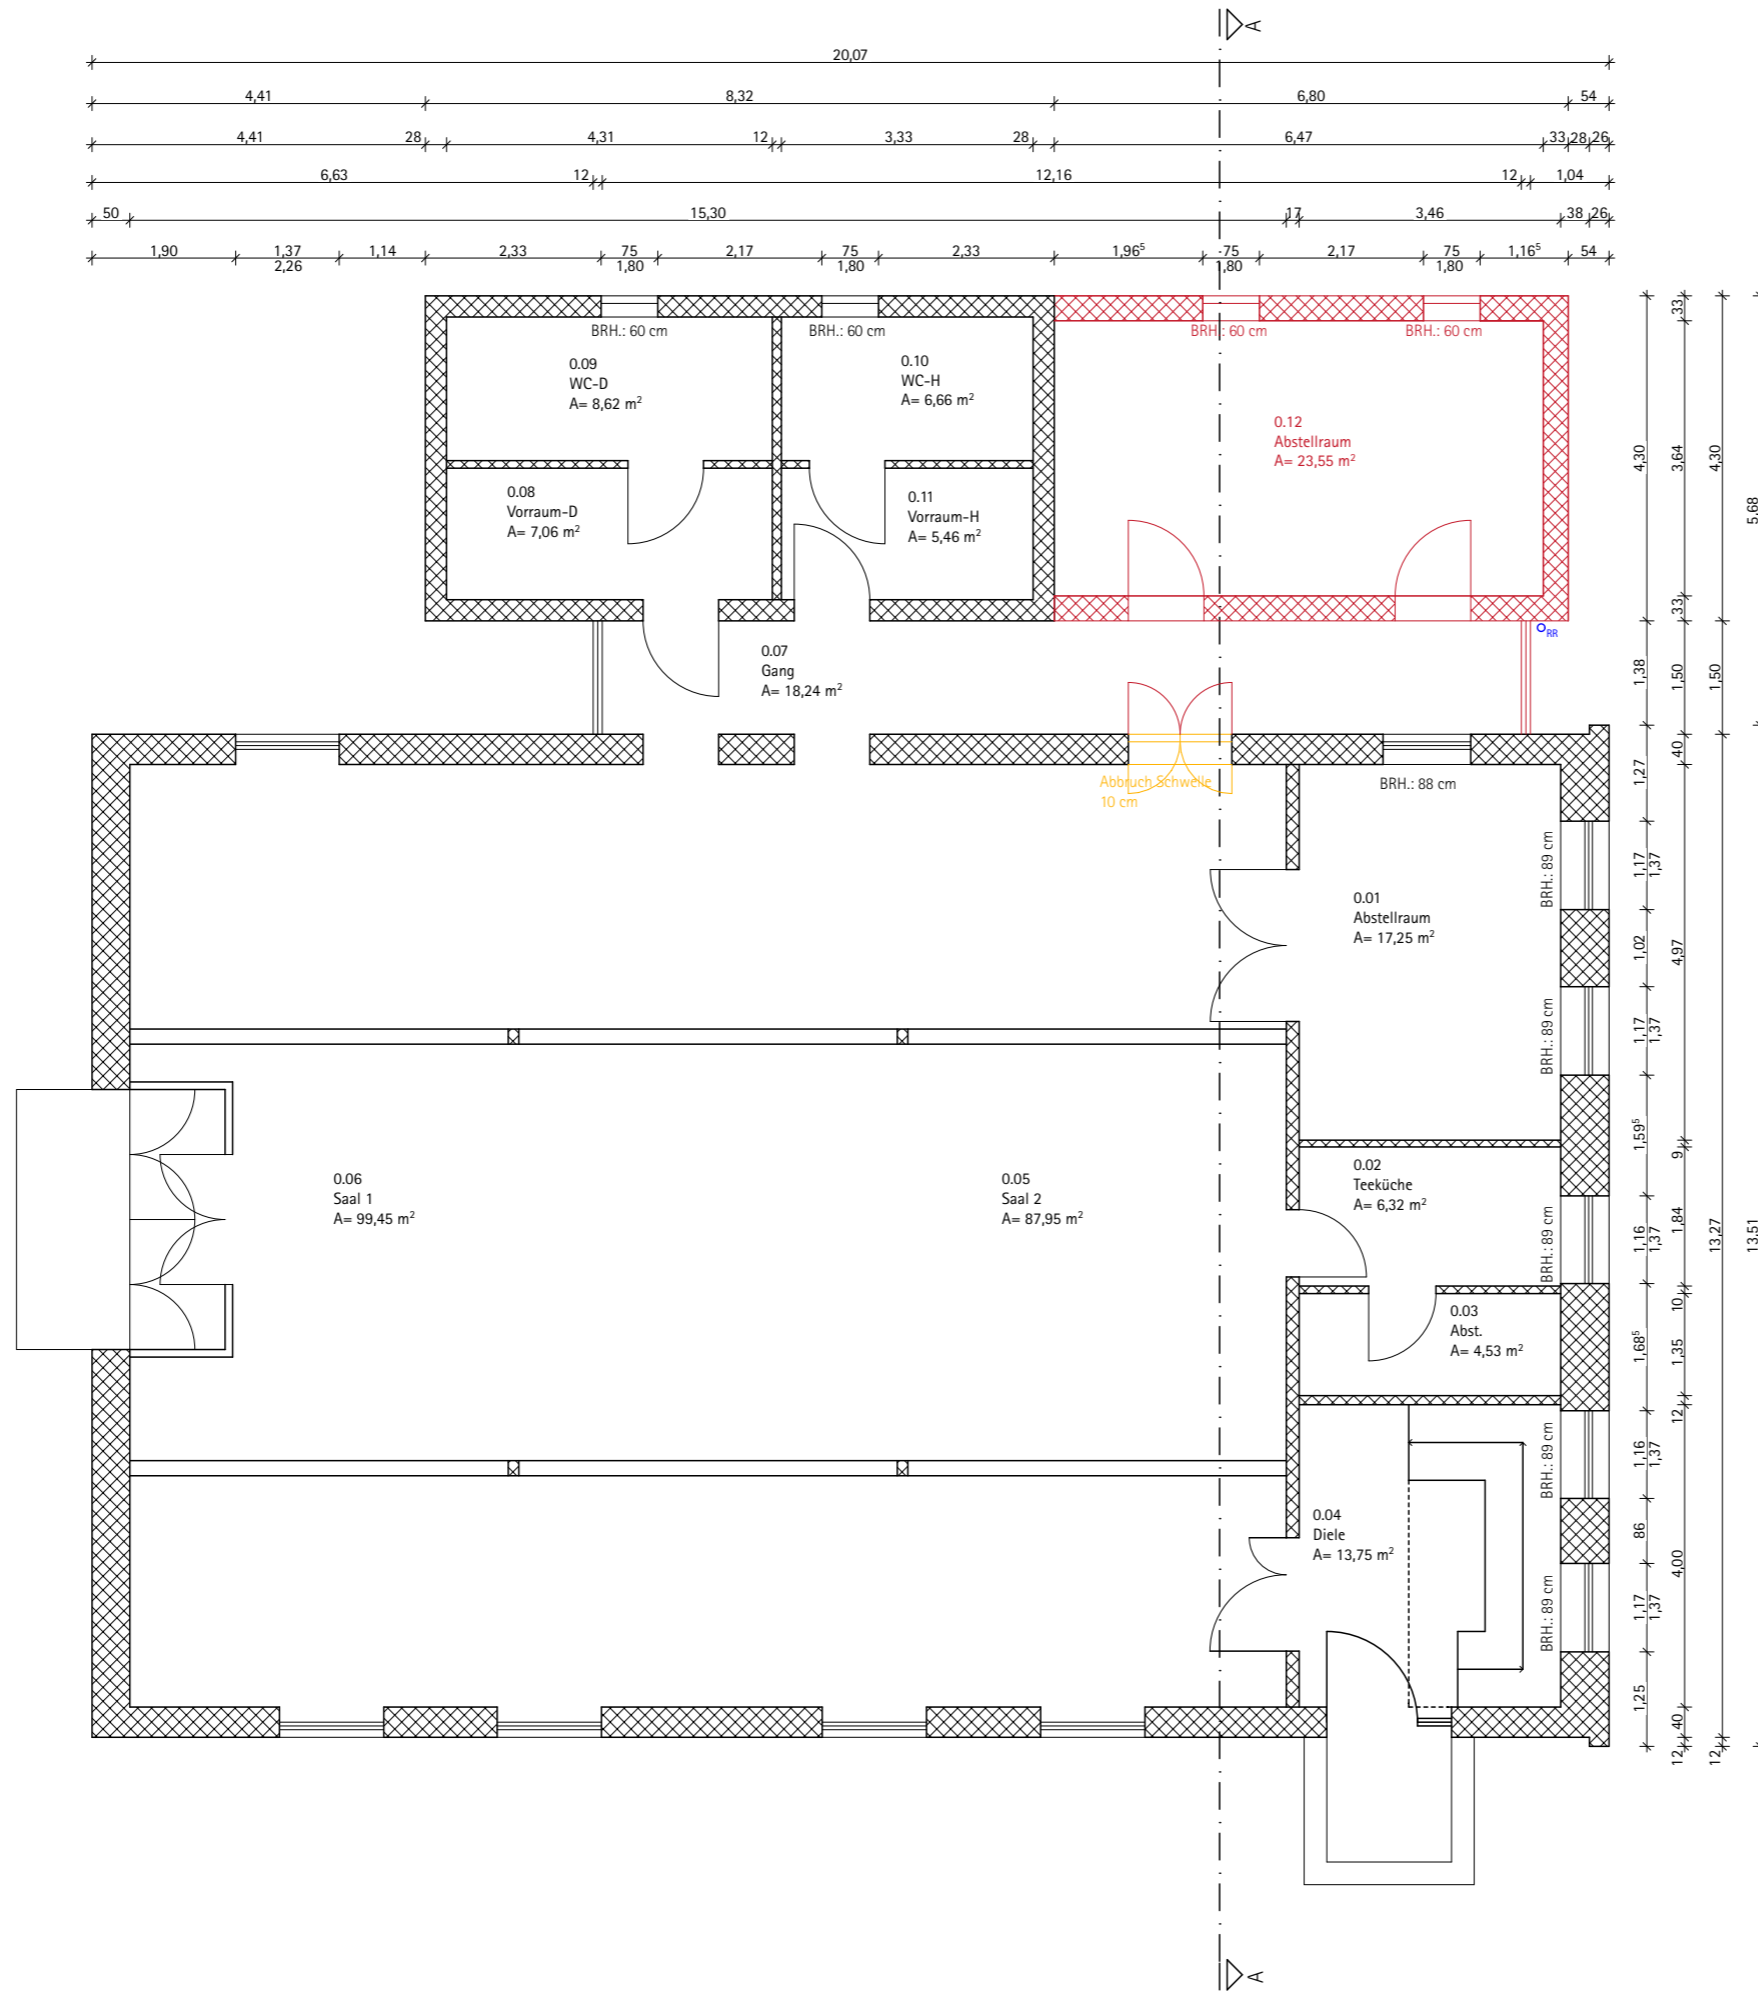 A
20,07
4,41 8,32 6,80 54
4,41 28 4,31 12 3,33 28 6,47 33 28 26
6,63 12 12,16 12 1,04
50 15,30 17 3,46 38 26
1,90 1,37 1,14 2,33 75 2,17 75 2,33 1,96⁵ 75 2,17 75 1,16⁵ 54
2,26 1,80 1,80 1,80 1,80
BRH.: 60 cm
BRH.: 60 cm
BRH.: 60 cm
BRH.: 60 cm
0.09
WC-D
A= 8,62 m²
0.10
WC-H
A= 6,66 m²
0.12
Abstellraum
A= 23,55 m²
0.08
Vorraum-D
A= 7,06 m²
0.11
Vorraum-H
A= 5,46 m²
RR
0.07
Gang
A= 18,24 m²
Abbruch Schwelle
10 cm
BRH.: 88 cm
BRH.: 89 cm
0.01
Abstellraum
A= 17,25 m²
BRH.: 89 cm
0.02
Teeküche
A= 6,32 m²
BRH.: 89 cm
0.06
Saal 1
A= 99,45 m²
0.05
Saal 2
A= 87,95 m²
0.03
Abst.
A= 4,53 m²
BRH.: 89 cm
0.04
Diele
A= 13,75 m²
BRH.: 89 cm
4,30
1,38
1,27
1,17
1,37
1,02
1,17
1,37
1,59⁵
1,16
1,37
1,68⁵
1,16
1,37
86
1,17
1,37
1,25
33
3,64
33
1,50
40
4,97
9
1,84
10
1,35
12
4,00
40
12
4,30
1,50
13,27
12
5,68
13,51
A